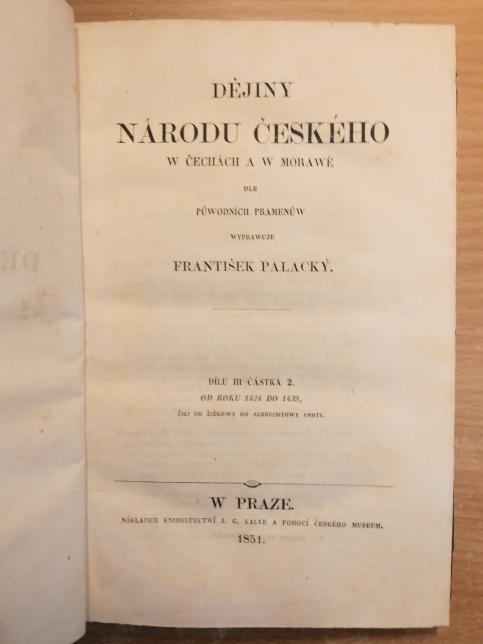 DĚJINY
NÁRODU ČESKÉHO
W ČECHÁCH A W MORAWĚ
DLE
PŮWODNÍCH PRAMENŮW
WYPRAWUJE
FRANTIŠEK PALACKÝ.
DÍLU III ČÁSTKA 2.
OD ROKU 1424 DO 1439,
ČILI OD ŽIŽKOWY DO ALBRECHTOWY SMRTI.
W PRAZE.
NÁKLADEM KNIHKUPECTWÍ J. G. KALVE A POMOCÍ ČESKÉHO MUSEUM.
1851.